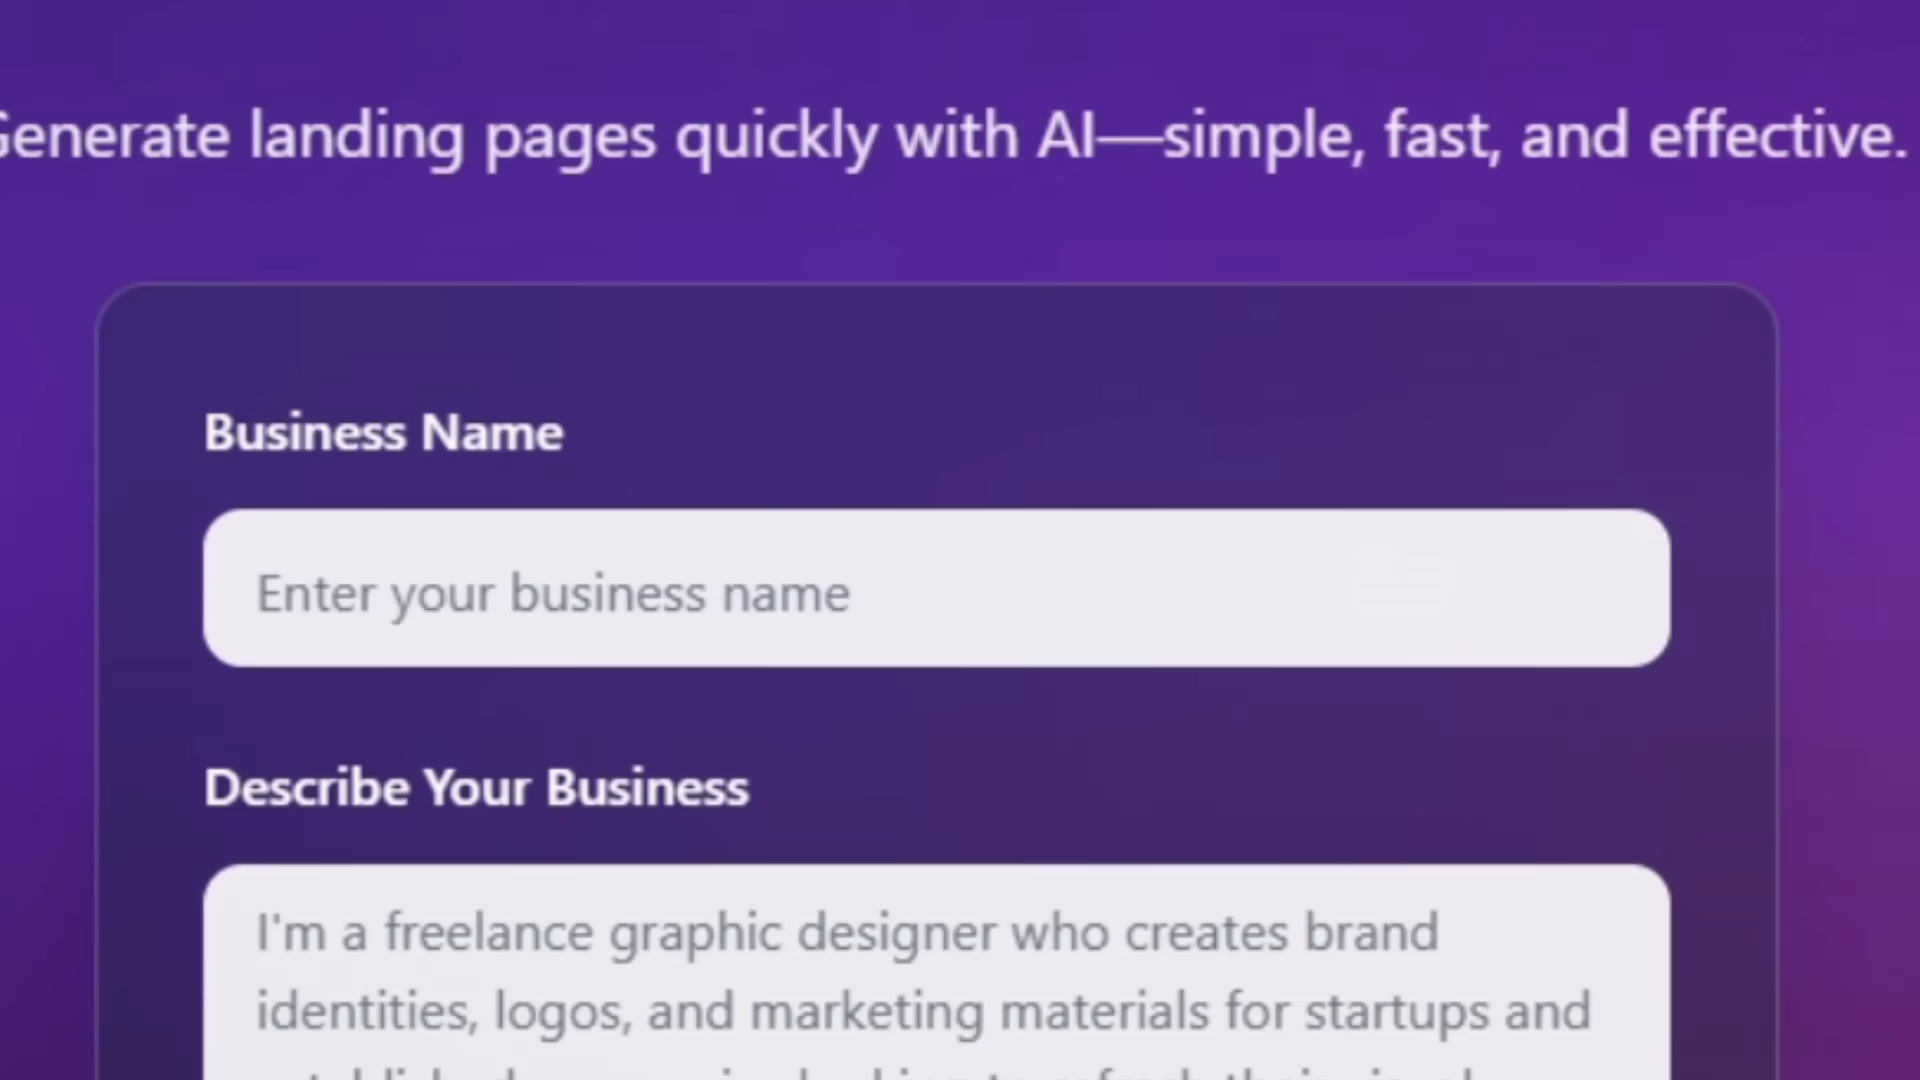 Generate landing pages quickly with AI—simple, fast, and effective.
Business Name
Enter your business name
Describe Your Business
I'm a freelance graphic designer who creates brand
identities, logos, and marketing materials for startups and